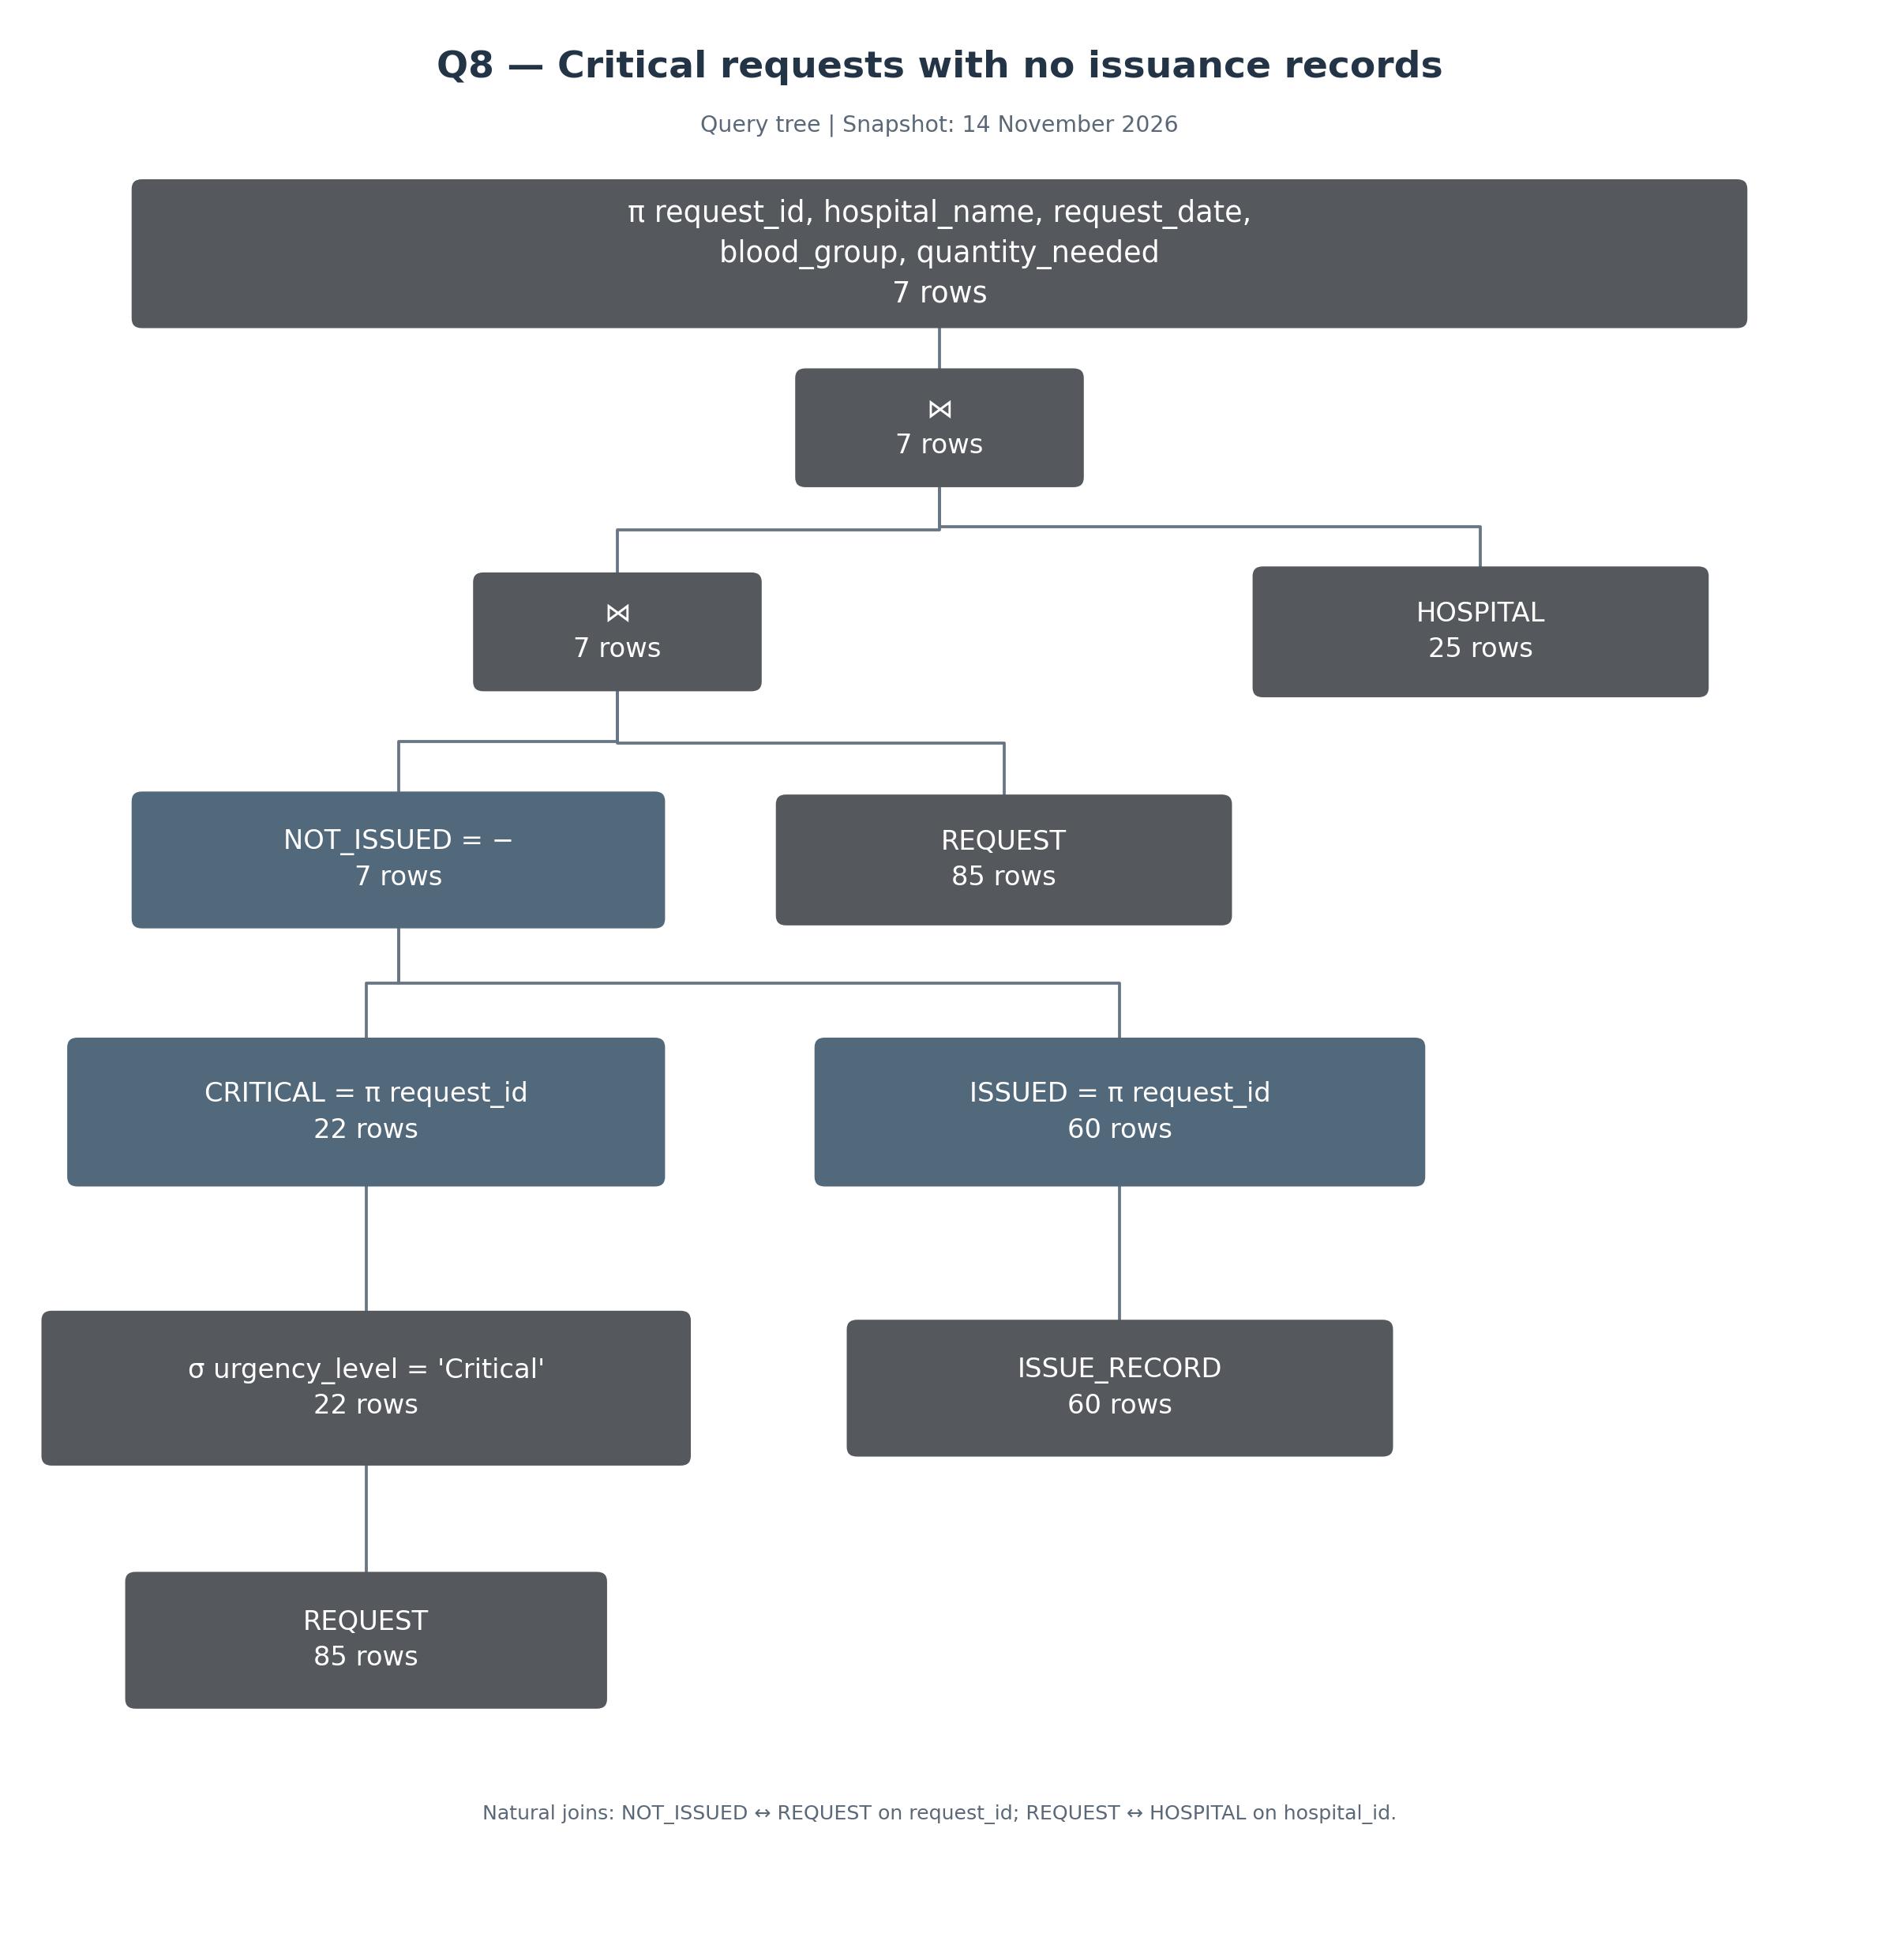 Q8 — Critical requests with no issuance records
Query tree | Snapshot: 14 November 2026
π request_id, hospital_name, request_date,
blood_group, quantity_needed
7 rows
⋈
7 rows
⋈
7 rows
HOSPITAL
25 rows
NOT_ISSUED = −
7 rows
REQUEST
85 rows
CRITICAL = π request_id
22 rows
ISSUED = π request_id
60 rows
σ urgency_level = 'Critical'
22 rows
ISSUE_RECORD
60 rows
REQUEST
85 rows
Natural joins: NOT_ISSUED ↔ REQUEST on request_id; REQUEST ↔ HOSPITAL on hospital_id.